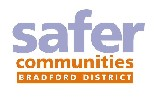 safer
communities
BRADFORD DISTRICT